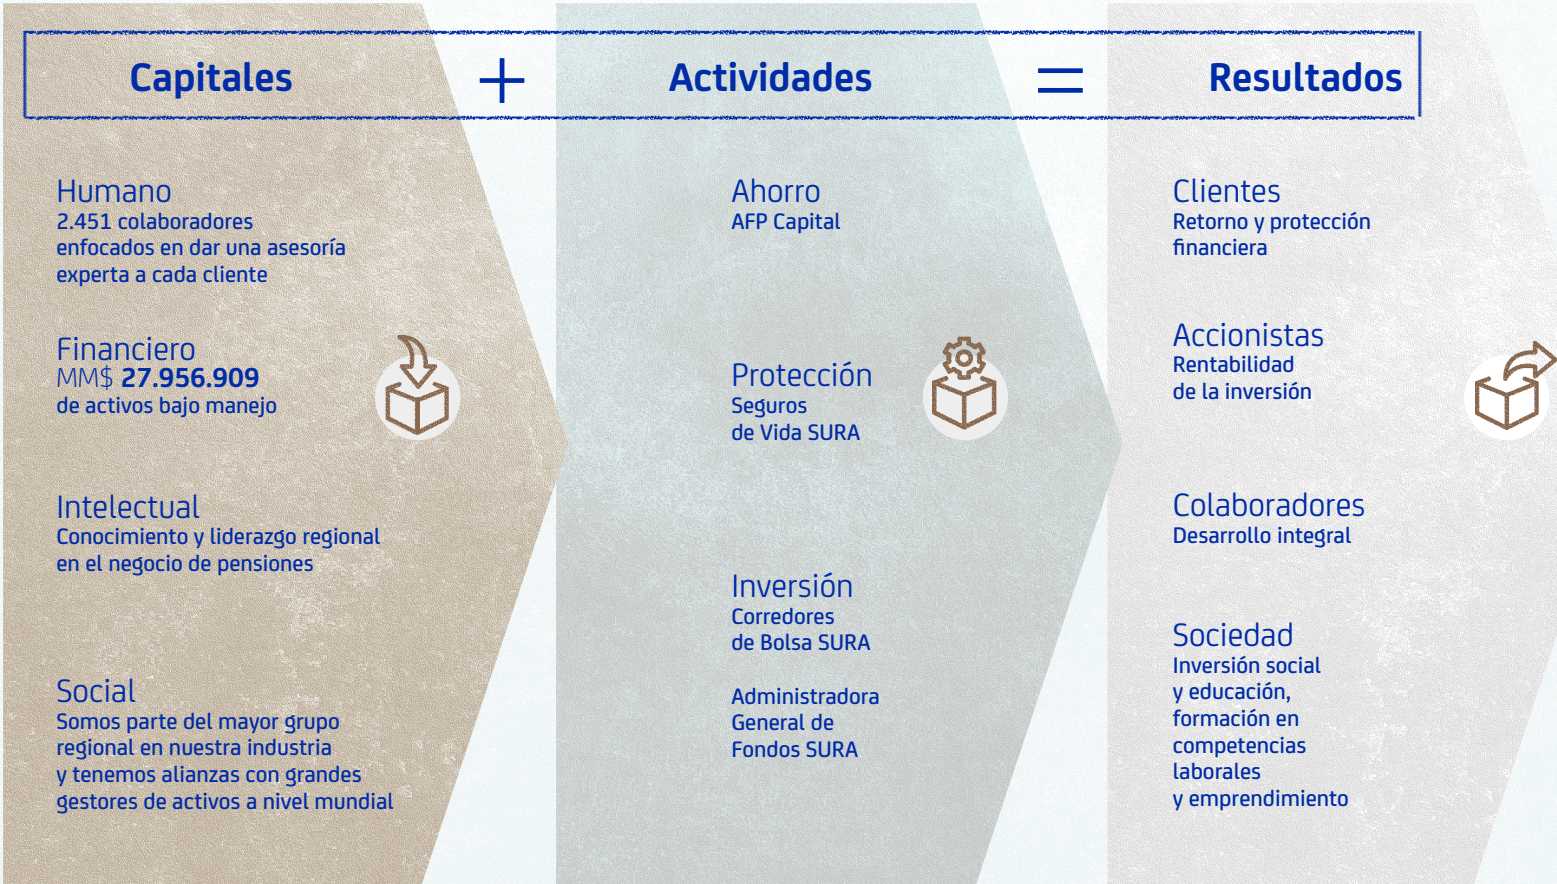 Capitales + Actividades = Resultados
Humano
2.451 colaboradores
enfocados en dar una asesoría
experta a cada cliente
Financiero
MM$ 27.956.909
de activos bajo manejo
Intelectual
Conocimiento y liderazgo regional
en el negocio de pensiones
Social
Somos parte del mayor grupo
regional en nuestra industria
y tenemos alianzas con grandes
gestores de activos a nivel mundial
Ahorro
AFP Capital
Protección
Seguros
de Vida SURA
Inversión
Corredores
de Bolsa SURA
Administradora
General de
Fondos SURA
Clientes
Retorno y protección
financiera
Accionistas
Rentabilidad
de la inversión
Colaboradores
Desarrollo integral
Sociedad
Inversión social
y educación,
formación en
competencias
laborales
y emprendimiento